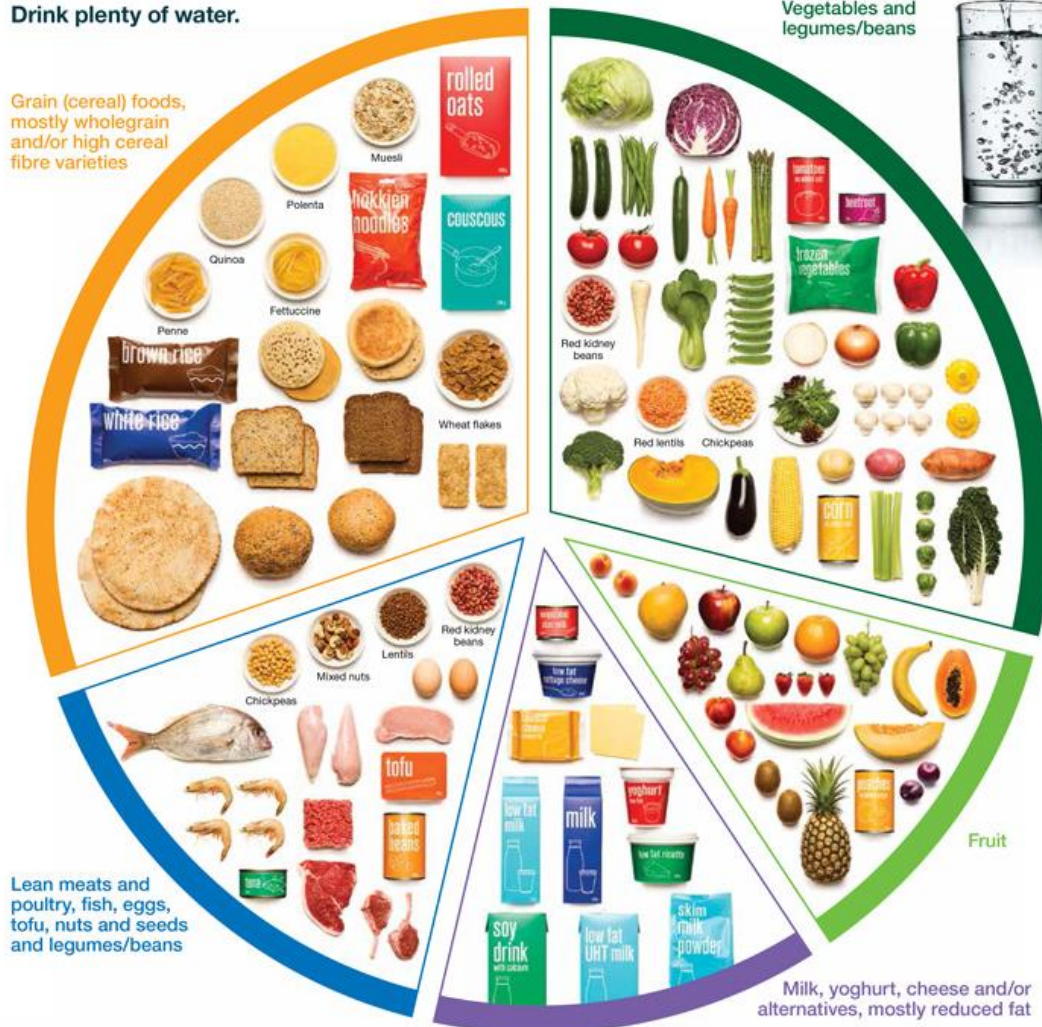 Drink plenty of water.
Vegetables and
legumes/beans
Grain (cereal) foods,
mostly wholegrain
and/or high cereal
fibre varieties
rolled
oats
Muesli
Polenta
hokkien
noodles
couscous
Quinoa
Fettuccine
Penne
brown rice
white rice
Wheat flakes
tomatoes
beetroot
frozen
vegetables
Red kidney
beans
Red lentils
Chickpeas
corn
Red kidney
beans
Lentils
Mixed nuts
Chickpeas
tofu
baked
beans
tuna
Lean meats and
poultry, fish, eggs,
tofu, nuts and seeds
and legumes/beans
low fat
cottage cheese
low fat
milk
milk
yoghurt
low fat ricotta
soy
drink
with calcium
low fat
UHT milk
skim
milk
powder
Milk, yoghurt, cheese and/or
alternatives, mostly reduced fat
peaches
Fruit